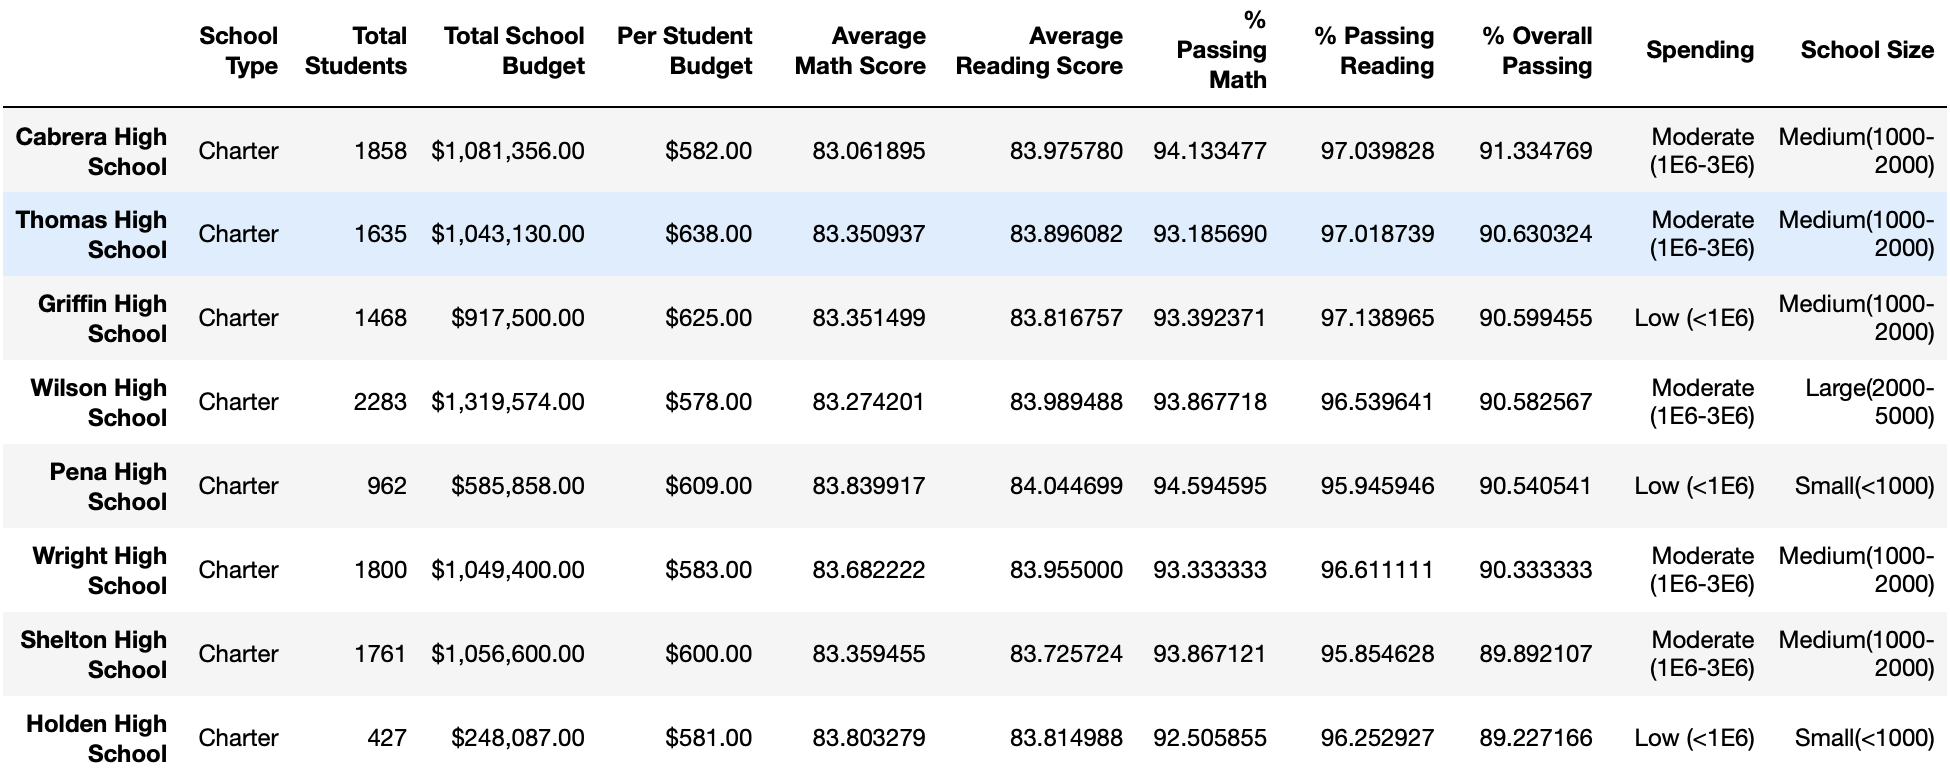 School Type Total Students Total School Budget Per Student Budget Average Math Score Average Reading Score % Passing Math % Passing Reading % Overall Passing Spending School Size
Cabrera High School Charter 1858 $1,081,356.00 $582.00 83.061895 83.975780 94.133477 97.039828 91.334769 Moderate (1E6-3E6) Medium(1000-2000)
Thomas High School Charter 1635 $1,043,130.00 $638.00 83.350937 83.896082 93.185690 97.018739 90.630324 Moderate (1E6-3E6) Medium(1000-2000)
Griffin High School Charter 1468 $917,500.00 $625.00 83.351499 83.816757 93.392371 97.138965 90.599455 Low (<1E6) Medium(1000-2000)
Wilson High School Charter 2283 $1,319,574.00 $578.00 83.274201 83.989488 93.867718 96.539641 90.582567 Moderate (1E6-3E6) Large(2000-5000)
Pena High School Charter 962 $585,858.00 $609.00 83.839917 84.044699 94.594595 95.945946 90.540541 Low (<1E6) Small(<1000)
Wright High School Charter 1800 $1,049,400.00 $583.00 83.682222 83.955000 93.333333 96.611111 90.333333 Moderate (1E6-3E6) Medium(1000-2000)
Shelton High School Charter 1761 $1,056,600.00 $600.00 83.359455 83.725724 93.867121 95.854628 89.892107 Moderate (1E6-3E6) Medium(1000-2000)
Holden High School Charter 427 $248,087.00 $581.00 83.803279 83.814988 92.505855 96.252927 89.227166 Low (<1E6) Small(<1000)